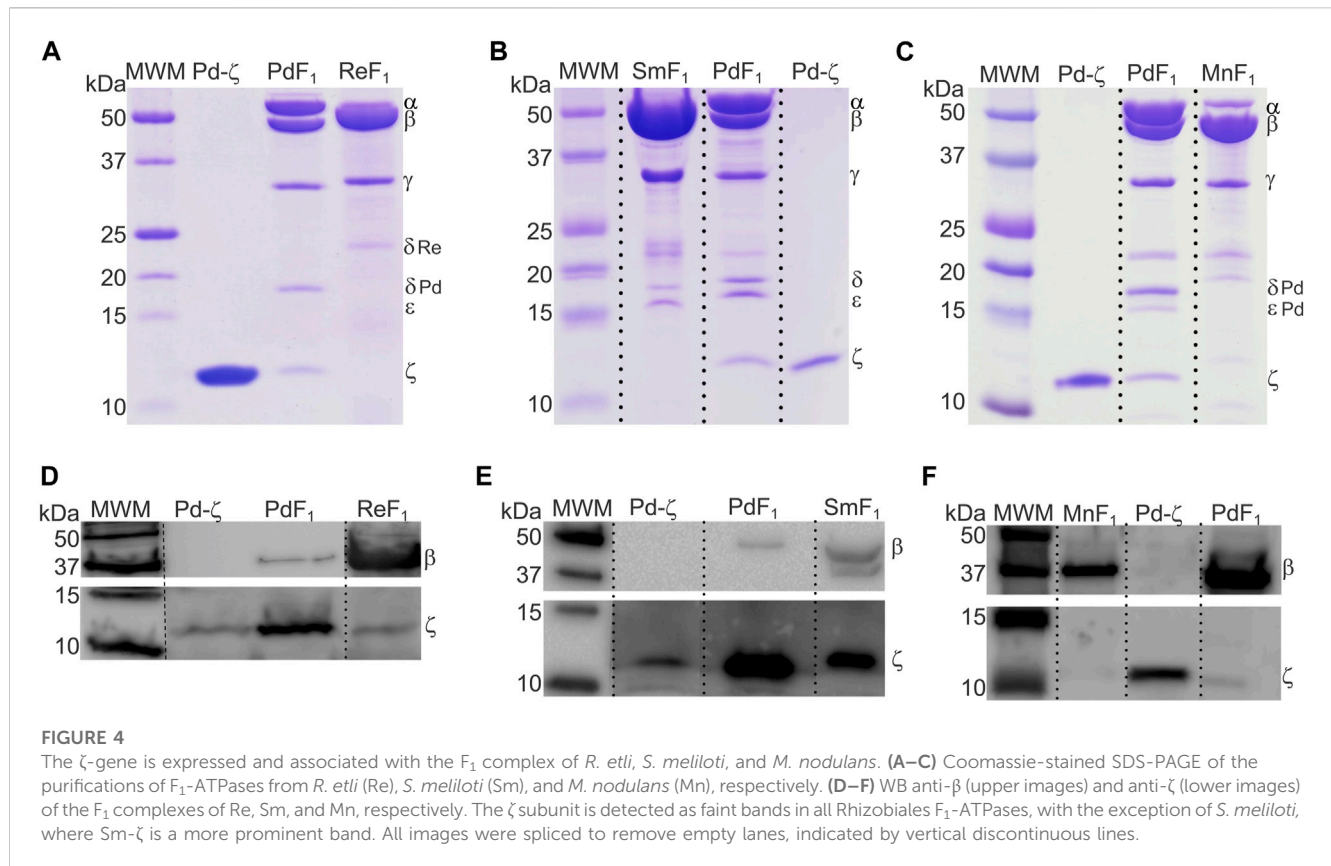 A
MWM Pd-ζ PdF₁ ReF₁
kDa
50
37
25
20
15
10
α
β
γ
δ Re
δ Pd
ε
ζ
B
MWM SmF₁ PdF₁ Pd-ζ
kDa
50
37
25
20
15
10
α
β
γ
δ
ε
ζ
C
MWM Pd-ζ PdF₁ MnF₁
kDa
50
37
25
20
15
10
α
β
γ
δ Pd
ε Pd
ζ
D
MWM Pd-ζ PdF₁ ReF₁
kDa
50
37
β
15
10
ζ
E
MWM Pd-ζ PdF₁ SmF₁
kDa
50
37
β
15
10
ζ
F
MWM MnF₁ Pd-ζ PdF₁
kDa
50
37
β
15
10
ζ
FIGURE 4
The ζ-gene is expressed and associated with the F₁ complex of R. etli, S. meliloti, and M. nodulans. (A–C) Coomassie-stained SDS-PAGE of the
purifications of F₁-ATPases from R. etli (Re), S. meliloti (Sm), and M. nodulans (Mn), respectively. (D–F) WB anti-β (upper images) and anti-ζ (lower images)
of the F₁ complexes of Re, Sm, and Mn, respectively. The ζ subunit is detected as faint bands in all Rhizobiales F₁-ATPases, with the exception of S. meliloti,
where Sm-ζ is a more prominent band. All images were spliced to remove empty lanes, indicated by vertical discontinuous lines.